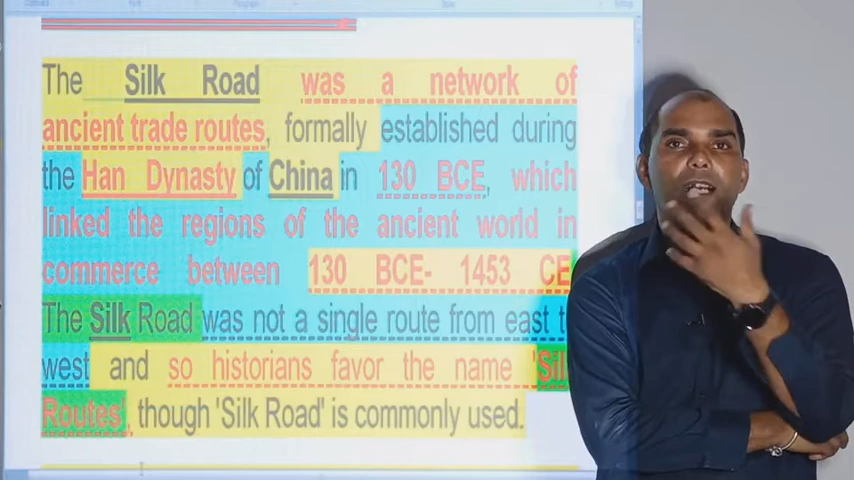 The Silk Road was a network of
ancient trade routes, formally established during
the Han Dynasty of China in 130 BCE, which
linked the regions of the ancient world in
commerce between 130 BCE- 1453 CE
The Silk Road was not a single route from east t
west and so historians favor the name 'Sil
Routes', though 'Silk Road' is commonly used.